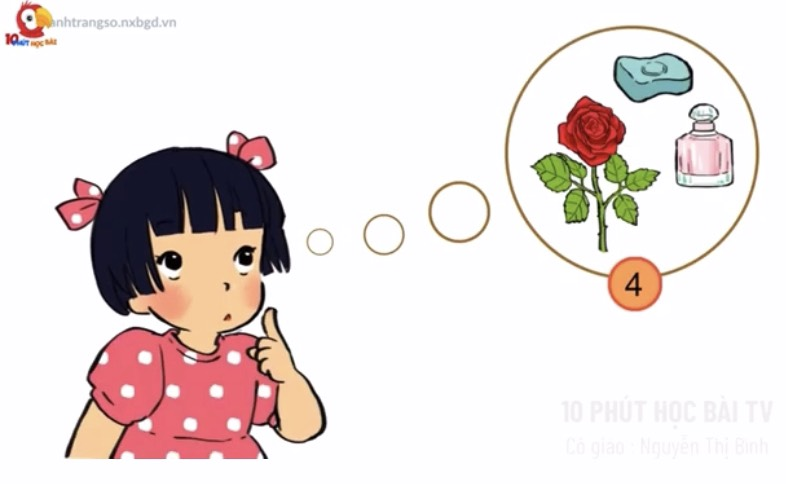 anhtrangso.nxbgd.vn
10 PHÚT HỌC BÀI
4
10 PHÚT HỌC BÀI TV
Cô giáo : Nguyễn Thị Bình